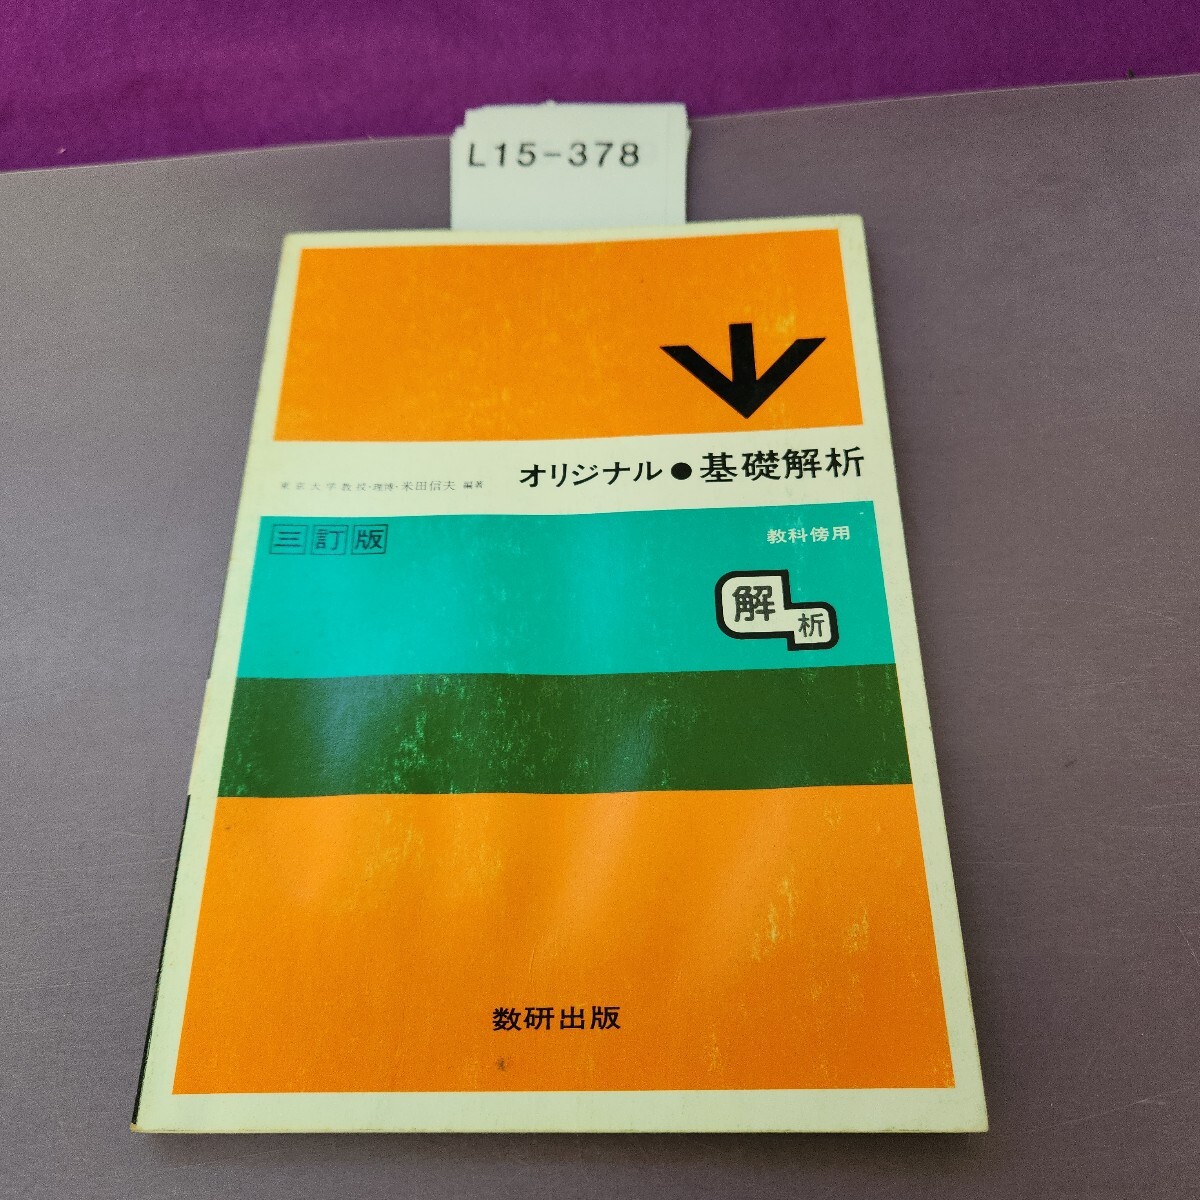 L15-378
オリジナル●基礎解析
東京大学教授・理博・米田信夫 編著
三訂版
教科傍用
解析
数研出版